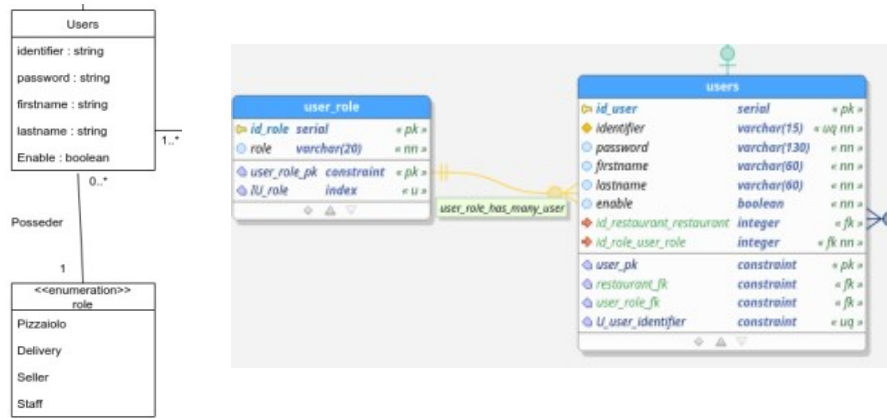 Users
identifier : string
password : string
firstname : string
lastname : string
Enable : boolean
1..*
0..*
Posseder
1
<<enumeration>>
role
Pizzaiolo
Delivery
Seller
Staff
user_role
id_role serial « pk »
role varchar(20) « nn »
user_role_pk constraint « pk »
IU_role index « u »
user_role_has_many_user
users
id_user serial « pk »
identifier varchar(15) « uq nn »
password varchar(130) « nn »
firstname varchar(60) « nn »
lastname varchar(60) « nn »
enable boolean « nn »
id_restaurant_restaurant integer « fk »
id_role_user_role integer « fk nn »
user_pk constraint « pk »
restaurant_fk constraint « fk »
user_role_fk constraint « fk »
U_user_identifier constraint « uq »